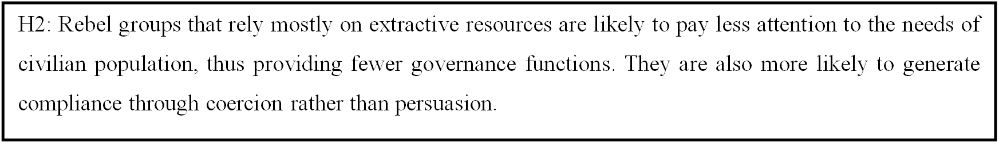 H2: Rebel groups that rely mostly on extractive resources are likely to pay less attention to the needs of
civilian population, thus providing fewer governance functions. They are also more likely to generate
compliance through coercion rather than persuasion.